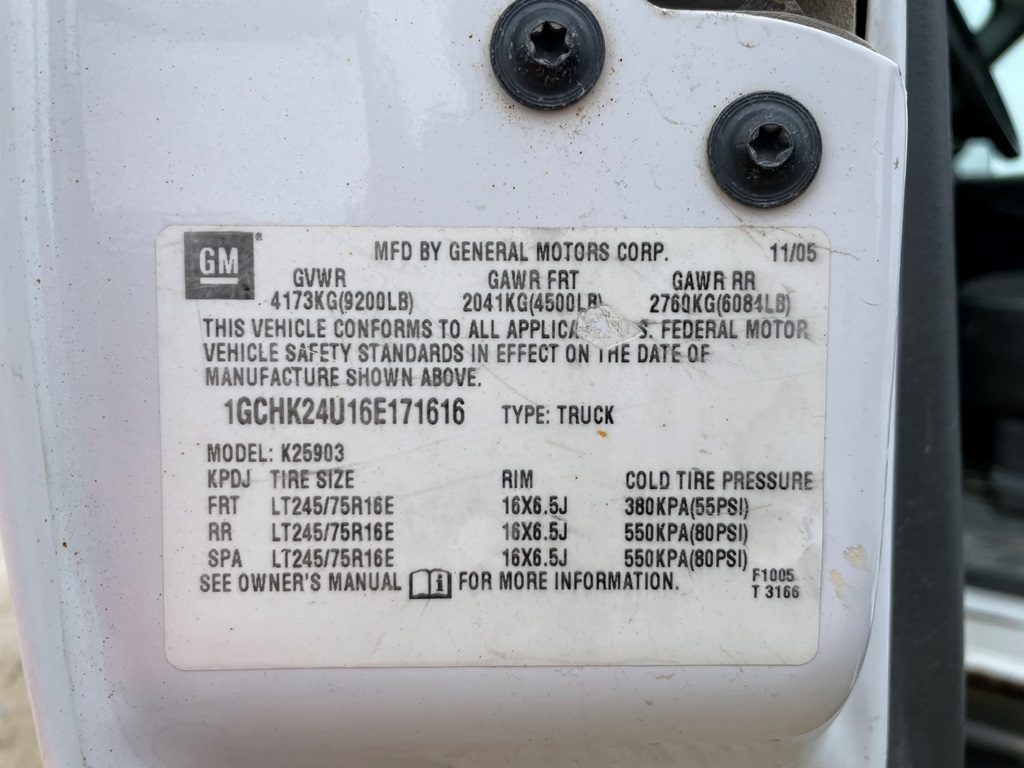 GM® MFD BY GENERAL MOTORS CORP. 11/05
GVWR GAWR FRT GAWR RR
4173KG(9200LB) 2041KG(4500LB) 2760KG(6084LB)
THIS VEHICLE CONFORMS TO ALL S. FEDERAL MOTOR
VEHICLE SAFETY STANDARDS IN EFFECT ON THE DATE OF
MANUFACTURE SHOWN ABOVE.
1GCHK24U16E171616 TYPE: TRUCK
MODEL: K25903
KPDJ TIRE SIZE RIM COLD TIRE PRESSURE
FRT LT245/75R16E 16X6.5J 380KPA(55PSI)
RR LT245/75R16E 16X6.5J 550KPA(80PSI)
SPA LT245/75R16E 16X6.5J 550KPA(80PSI)
SEE OWNER'S MANUAL FOR MORE INFORMATION.
F1005
T 3166